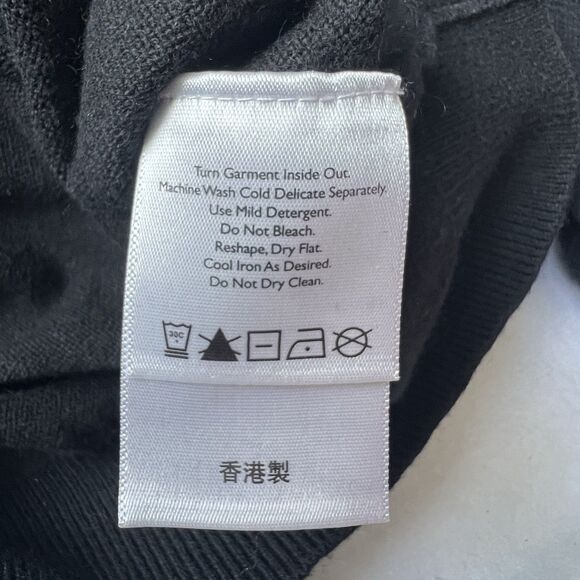 Turn Garment Inside Out.
Machine Wash Cold Delicate Separately
Use Mild Detergent.
Do Not Bleach.
Reshape, Dry Flat.
Cool Iron As Desired.
Do Not Dry Clean.
30C
香港製